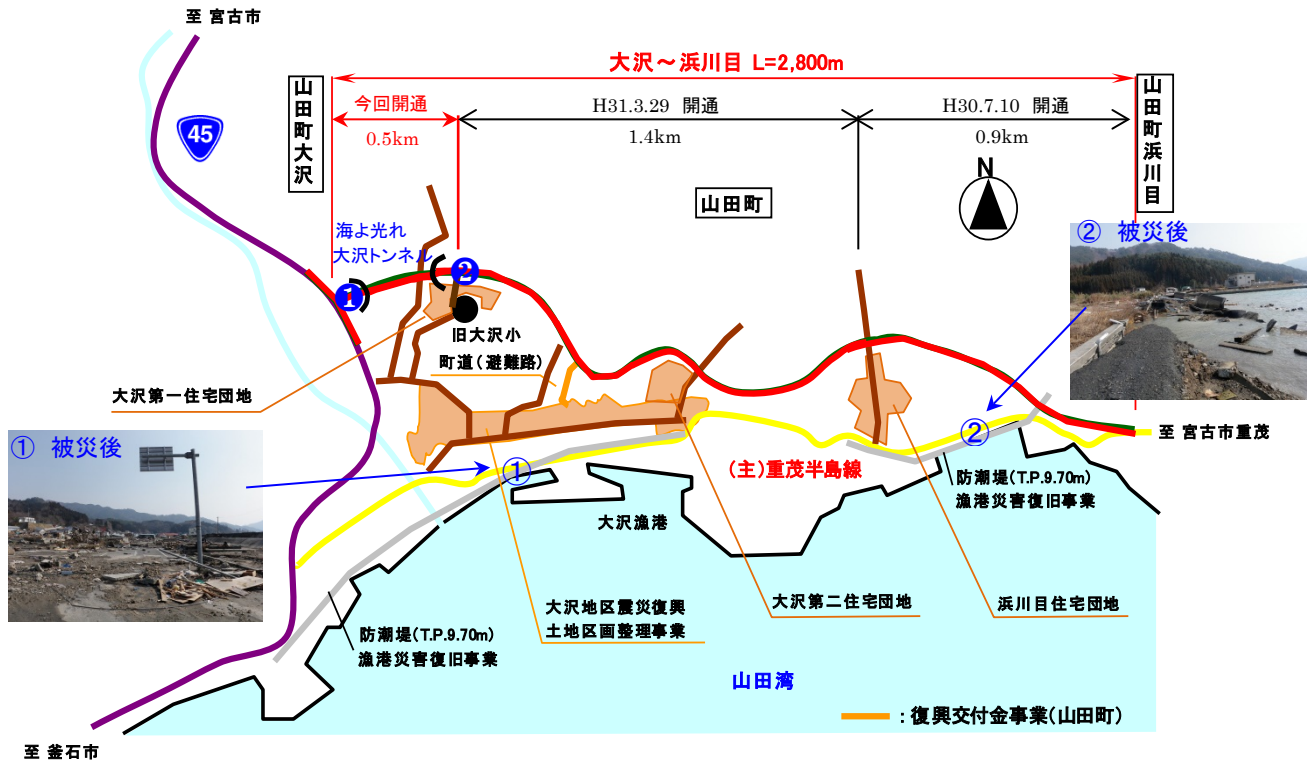 至 宮古市
大沢～浜川目 L=2,800m
山田町大沢
今回開通
0.5km
H31.3.29 開通
1.4km
H30.7.10 開通
0.9km
山田町浜川目
45
山田町
N
海よ光れ
大沢トンネル
② 被災後
❶
❷
旧大沢小
町道（避難路）
大沢第一住宅団地
① 被災後
①
②
至 宮古市重茂
（主）重茂半島線
防潮堤（T.P.9.70m）
漁港災害復旧事業
大沢漁港
大沢地区震災復興
土地区画整理事業
大沢第二住宅団地
浜川目住宅団地
防潮堤（T.P.9.70m）
漁港災害復旧事業
山田湾
：復興交付金事業（山田町）
至 釜石市